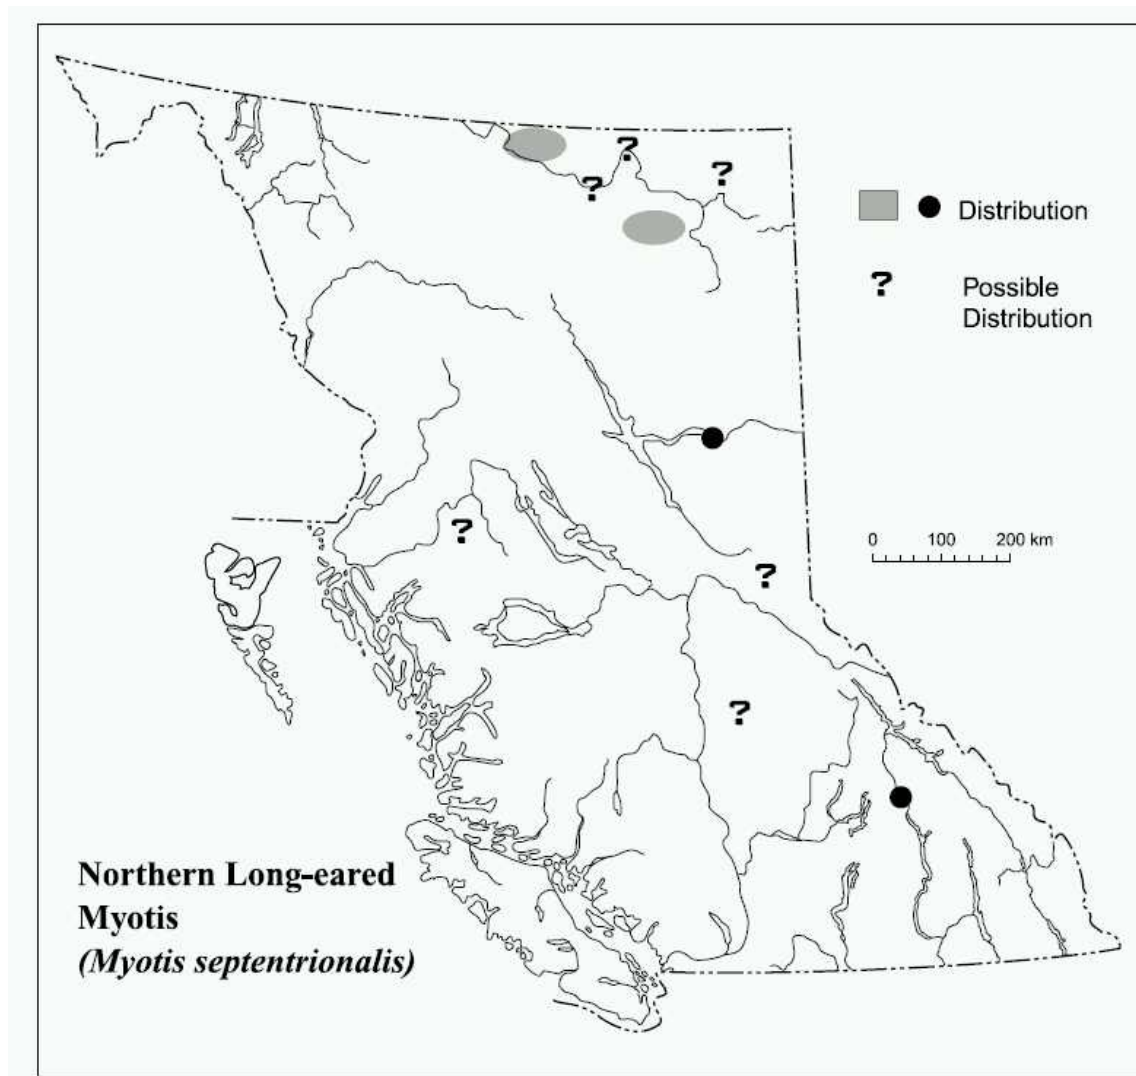 ?
?
?
Distribution
?
Possible
Distribution
?
0 100 200 km
?
?
Northern Long-eared
Myotis
(Myotis septentrionalis)